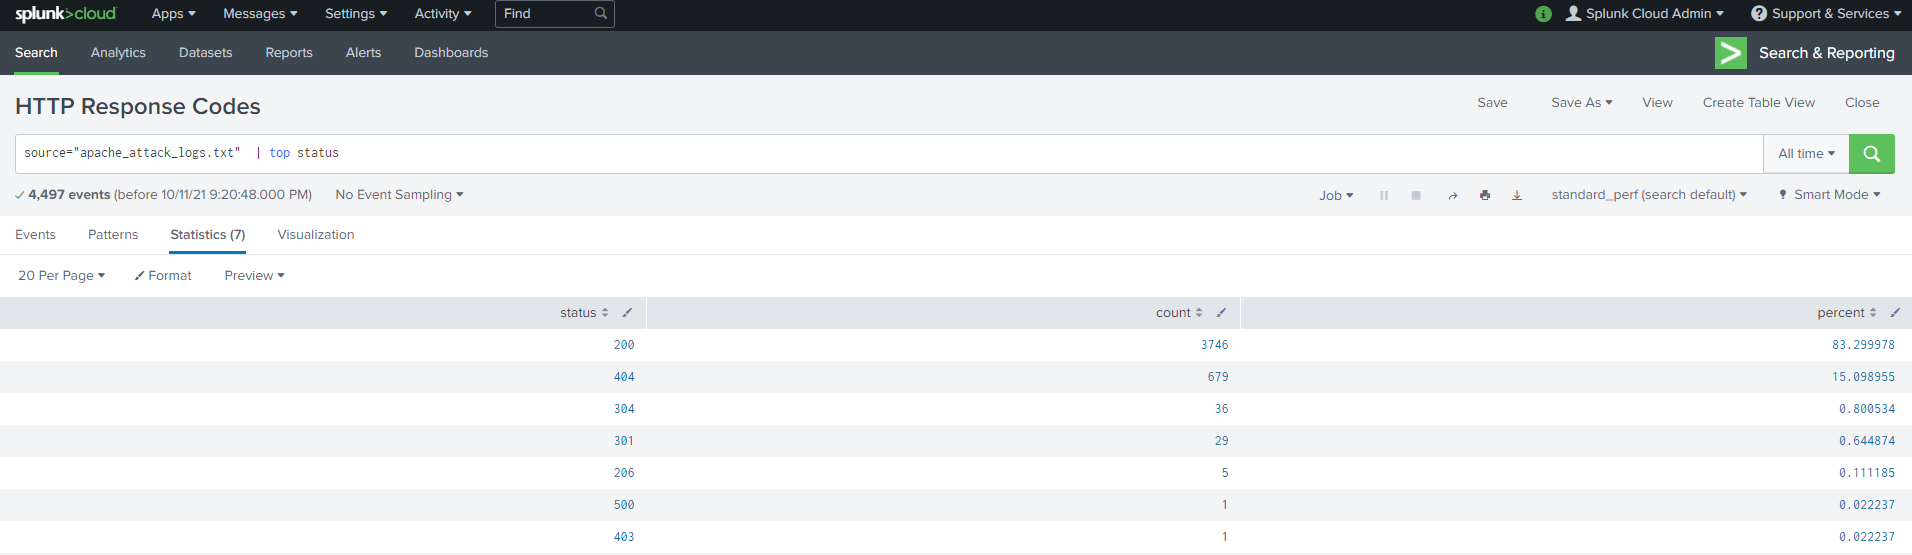 splunk>cloud Apps Messages Settings Activity Find i Splunk Cloud Admin ? Support & Services
Search Analytics Datasets Reports Alerts Dashboards > Search & Reporting
HTTP Response Codes Save Save As View Create Table View Close
source="apache_attack_logs.txt" | top status All time
✓ 4,497 events (before 10/11/21 9:20:48.000 PM) No Event Sampling Job standard_perf (search default) Smart Mode
Events Patterns Statistics (7) Visualization
20 Per Page Format Preview
status count percent
200 3746 83.299978
404 679 15.098955
304 36 0.800534
301 29 0.644874
206 5 0.111185
500 1 0.022237
403 1 0.022237